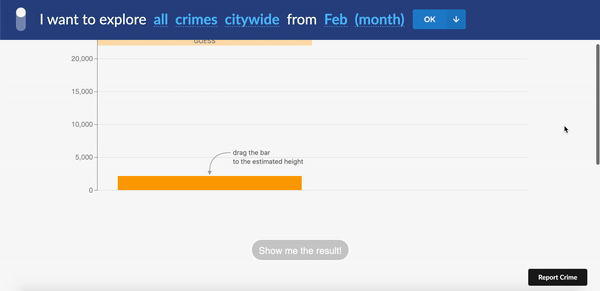 I want to explore all crimes citywide from Feb (month) OK
GUESS
20,000
15,000
10,000
5,000
0
drag the bar
to the estimated height
Show me the result!
Report Crime